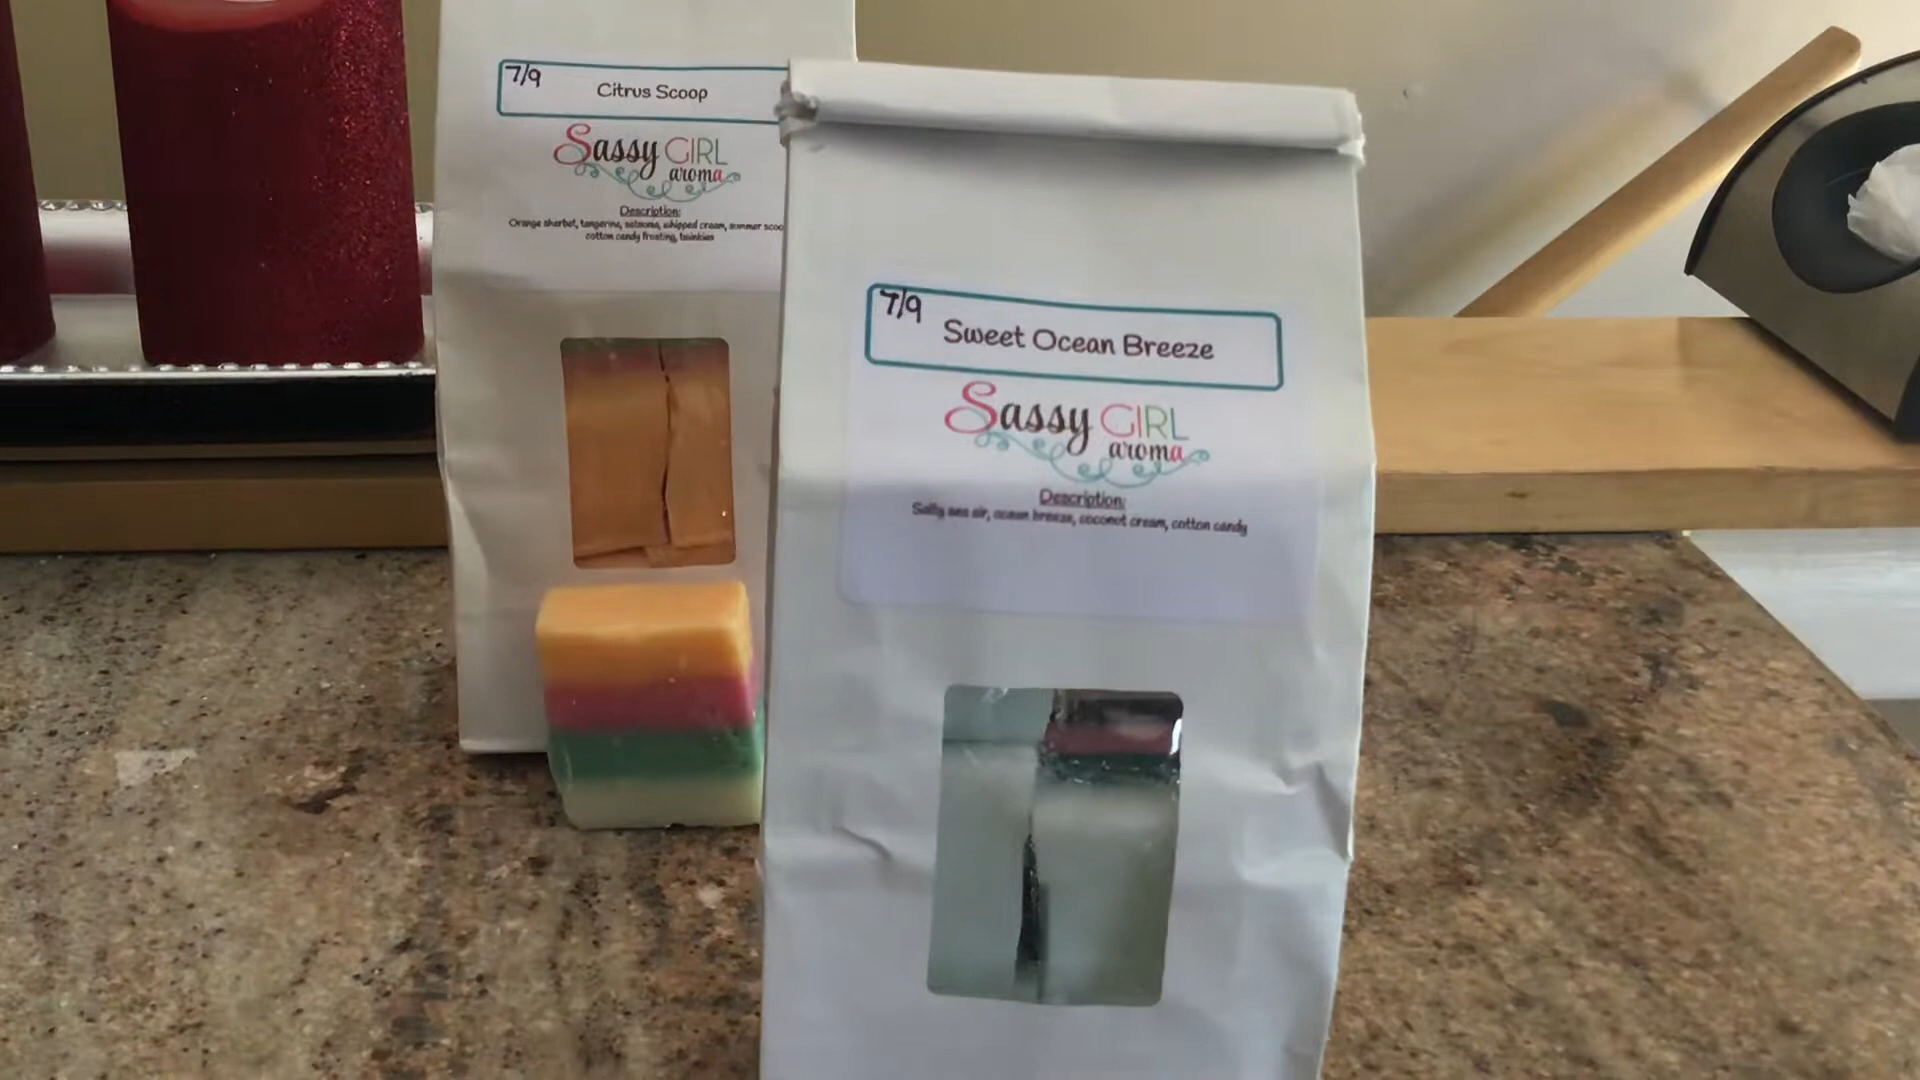 7/9
Citrus Scoop
Sassy GIRL
aroma
Description:
Orange sherbet, tangerine, satsuma, whipped cream, summer scoo
cotton candy frosting, twinkies
7/9
Sweet Ocean Breeze
Sassy GIRL
aroma
Description:
Salty sea air, ocean breeze, coconut cream, cotton candy